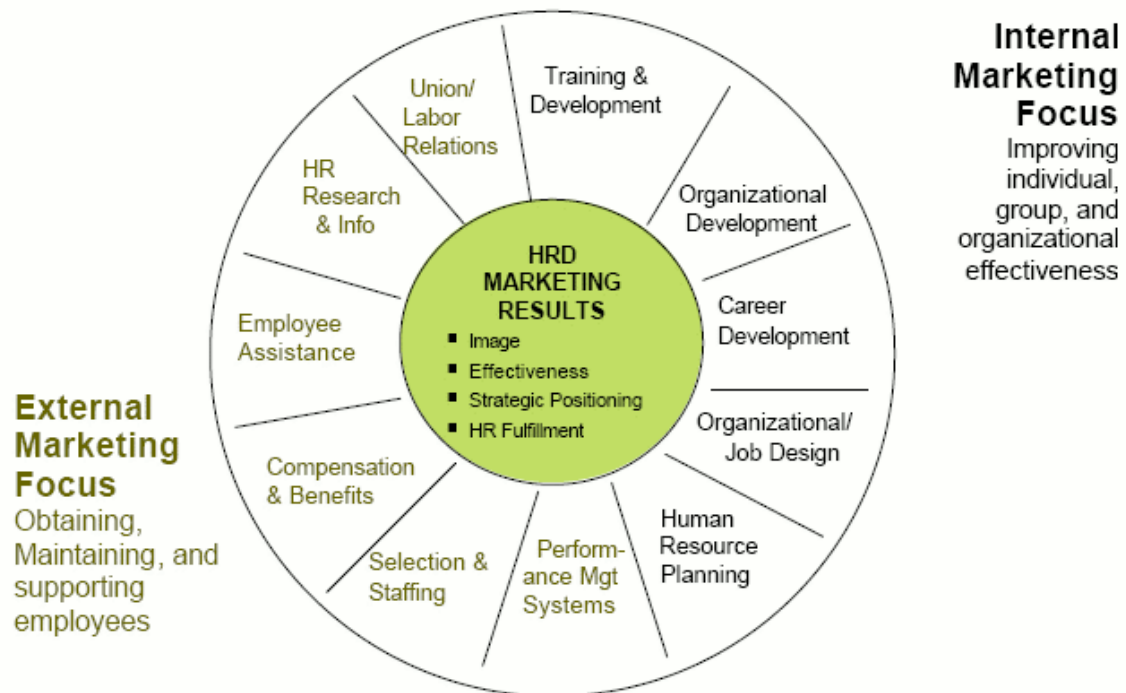 Internal
Marketing
Focus
Improving
individual,
group, and
organizational
effectiveness
Training &
Development
Organizational
Development
Career
Development
Organizational/
Job Design
Human
Resource
Planning
Perform-
ance Mgt
Systems
Selection &
Staffing
Compensation
& Benefits
Employee
Assistance
HR
Research
& Info
Union/
Labor
Relations
HRD
MARKETING
RESULTS
▪ Image
▪ Effectiveness
▪ Strategic Positioning
▪ HR Fulfillment
External
Marketing
Focus
Obtaining,
Maintaining, and
supporting
employees